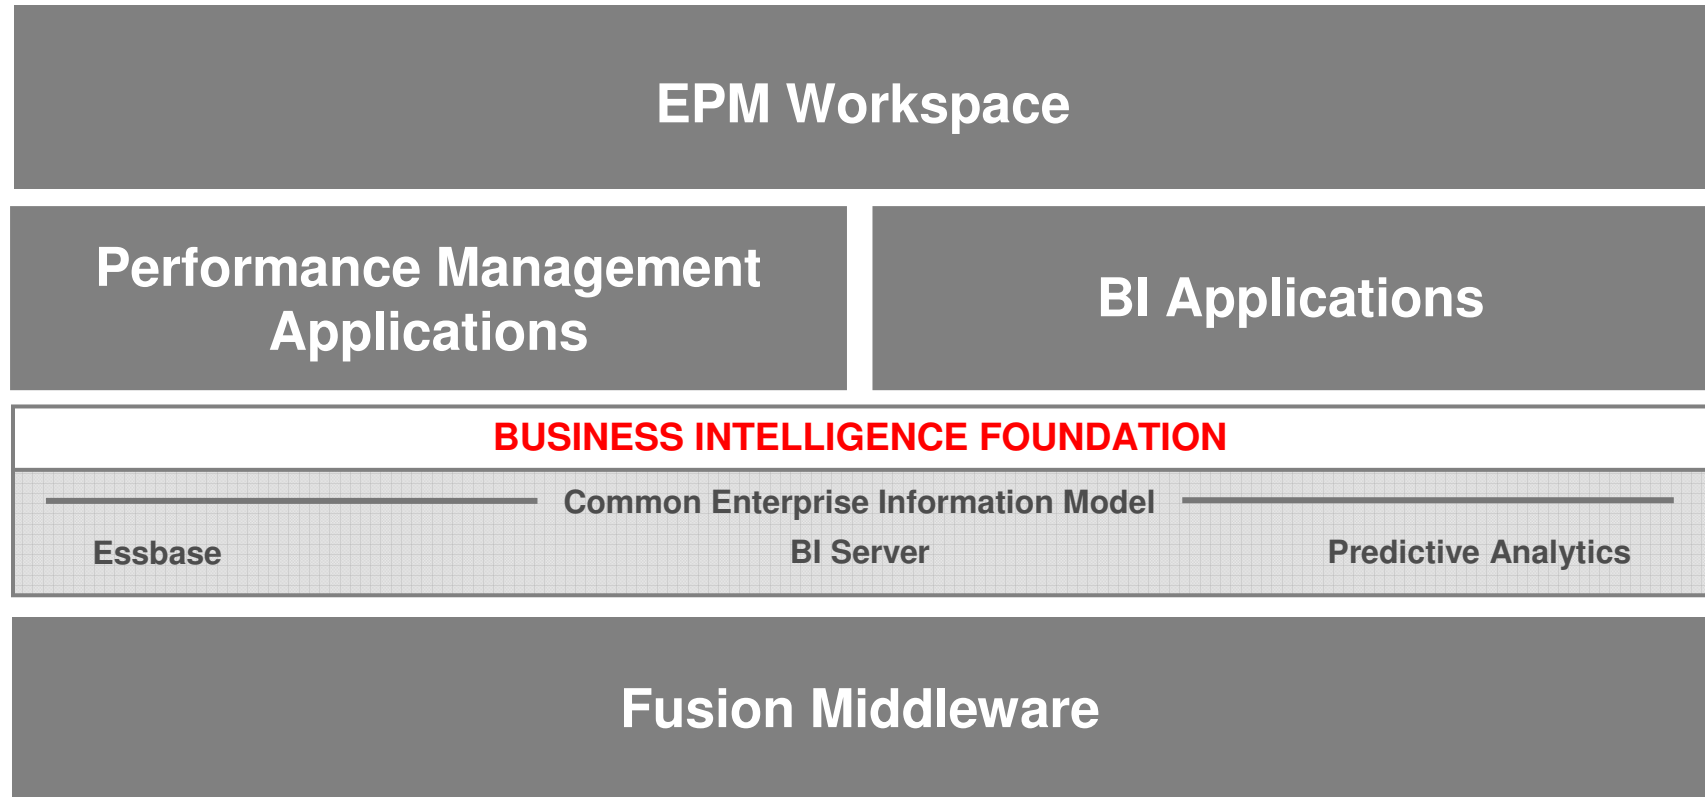 EPM Workspace
Performance Management
Applications
BI Applications
BUSINESS INTELLIGENCE FOUNDATION
Common Enterprise Information Model
Essbase
BI Server
Predictive Analytics
Fusion Middleware